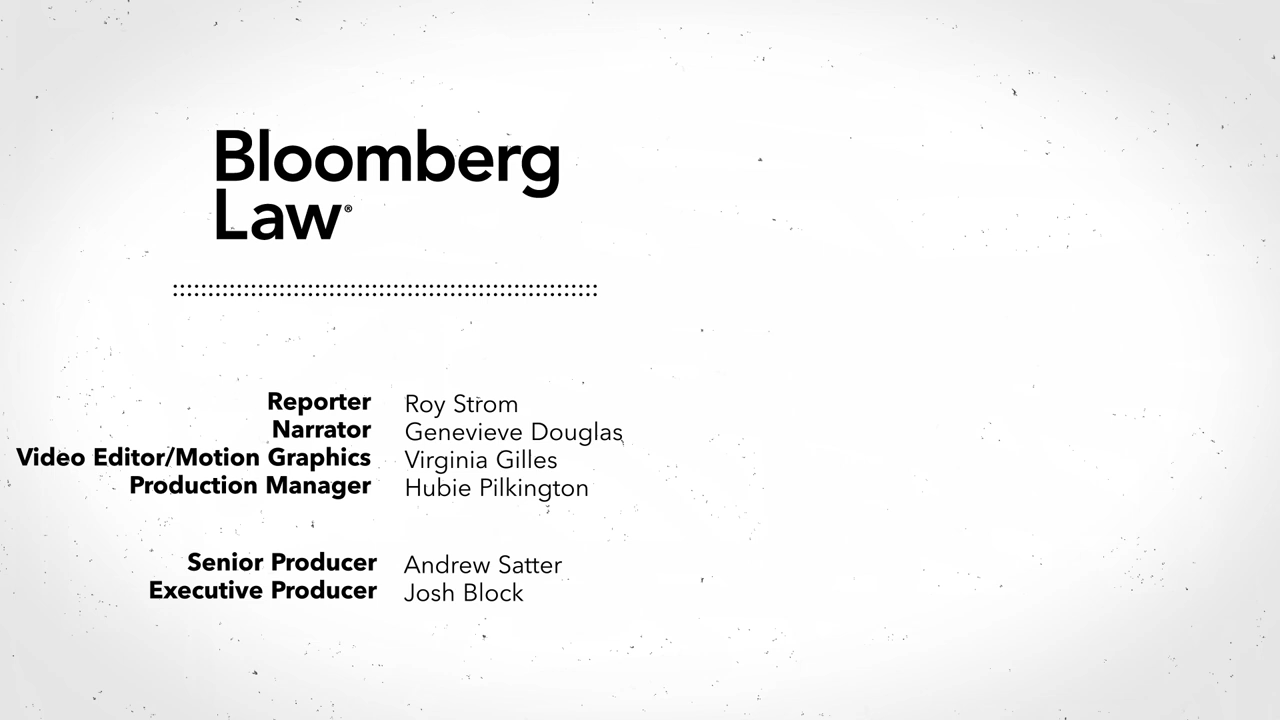 Bloomberg
Law®
Reporter Roy Strom
Narrator Genevieve Douglas
Video Editor/Motion Graphics Virginia Gilles
Production Manager Hubie Pilkington
Senior Producer Andrew Satter
Executive Producer Josh Block